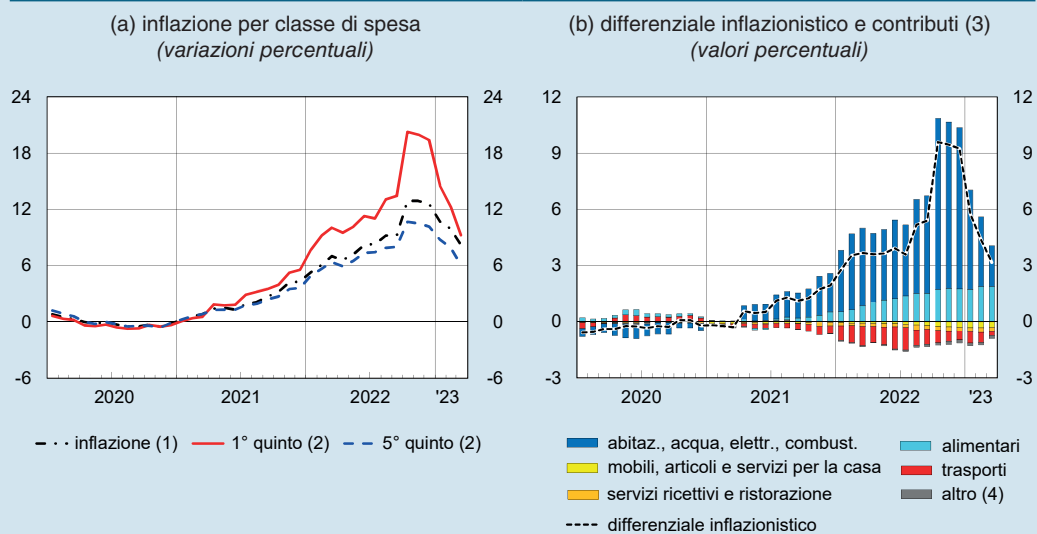 (a) inflazione per classe di spesa
(variazioni percentuali)
24 24
18 18
12 12
6 6
0 0
-6 -6
2020 2021 2022 '23
inflazione (1) 1° quinto (2) 5° quinto (2)
(b) differenziale inflazionistico e contributi (3)
(valori percentuali)
12 12
9 9
6 6
3 3
0 0
-3 -3
2020 2021 2022 '23
abitaz., acqua, elettr., combust. alimentari
mobili, articoli e servizi per la casa trasporti
servizi ricettivi e ristorazione altro (4)
differenziale inflazionistico